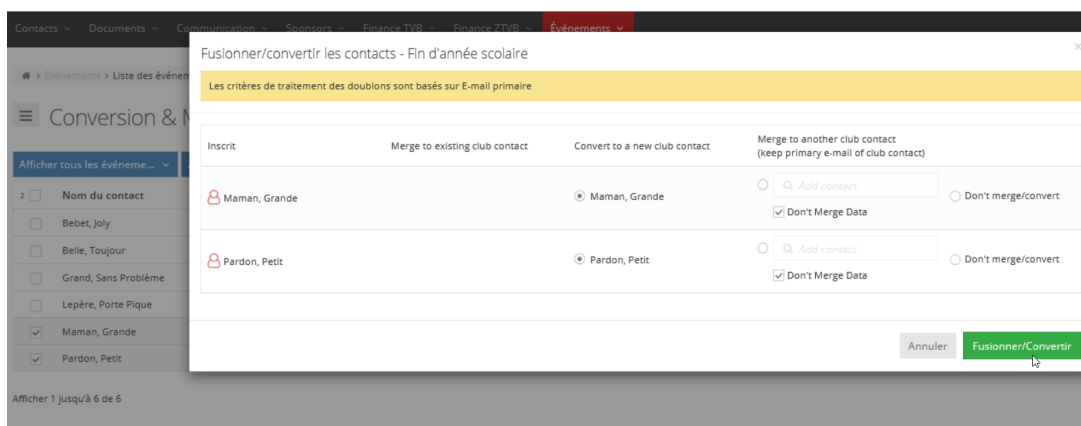 Contacts Documents Communication Sponsors Finance TVB Finance ZTVB Événements
Fusionner/convertir les contacts - Fin d'année scolaire
×
> Événements > Liste des événem
Les critères de traitement des doublons sont basés sur E-mail primaire
Conversion & M
Inscrit
Merge to existing club contact
Convert to a new club contact
Merge to another club contact
(keep primary e-mail of club contact)
Afficher tous les événeme...
2 Nom du contact
Maman, Grande
Maman, Grande
Add contact
Don't merge/convert
Don't Merge Data
Bebet, Joly
Belle, Toujour
Pardon, Petit
Pardon, Petit
Add contact
Don't merge/convert
Don't Merge Data
Grand, Sans Problème
Lepère, Porte Pique
Maman, Grande
Pardon, Petit
Annuler
Fusionner/Convertir
Afficher 1 jusqu'à 6 de 6